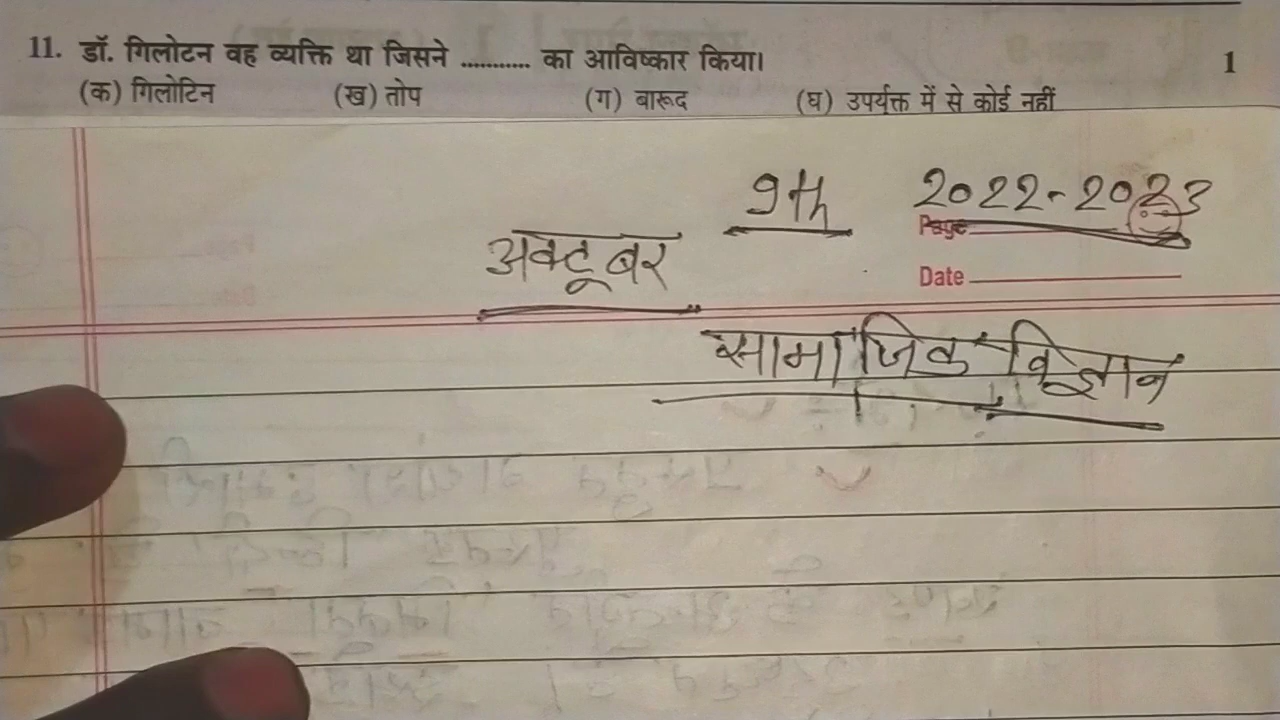 11. डॉ. गिलोटन वह व्यक्ति था जिसने ........... का आविष्कार किया। 1
(क) गिलोटिन (ख) तोप (ग) बारूद (घ) उपर्युक्त में से कोई नहीं
9th 2022-2023
Page
अक्टूबर
Date
सामाजिक विज्ञान